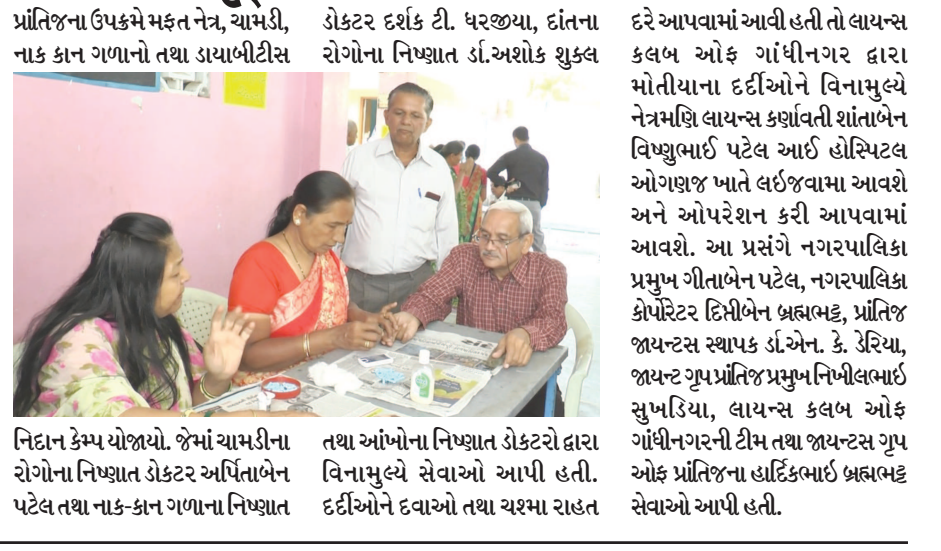 પ્રાંતિજના ઉપક્રમે મફત નેત્ર, ચામડી,
નાક કાન ગળાનો તથા ડાયાબીટીસ
નિદાન કેમ્પ યોજાયો. જેમાં ચામડીના
રોગોના નિષ્ણાત ડોકટર અર્પિતાબેન
પટેલ તથા નાક-કાન ગળાના નિષ્ણાત
ડોકટર દર્શક ટી. ધરજીયા, દાંતના
રોગોના નિષ્ણાત ર્ડા.અશોક શુક્લ
તથા આંખોના નિષ્ણાત ડોકટરો દ્વારા
વિનામુલ્યે સેવાઓ આપી હતી.
દર્દીઓને દવાઓ તથા ચશ્મા રાહત
દરે આપવામાં આવી હતી તો લાયન્સ
કલબ ઓફ ગાંધીનગર દ્વારા
મોતીયાના દર્દીઓને વિનામુલ્યે
નેત્રમણિ લાયન્સ કર્ણાવતી શાંતાબેન
વિષ્ણુભાઈ પટેલ આઈ હોસ્પિટલ
ઓગણજ ખાતે લઇજવામા આવશે
અને ઓપરેશન કરી આપવામાં
આવશે. આ પ્રસંગે નગરપાલિકા
પ્રમુખ ગીતાબેન પટેલ, નગરપાલિકા
કોર્પોરેટર દિપ્તીબેન બ્રહ્મભટ્ટ, પ્રાંતિજ
જાયન્ટસ સ્થાપક ર્ડા.એન. કે. ડેરિયા,
જાયન્ટ ગૃપ પ્રાંતિજ પ્રમુખ નિખીલભાઇ
સુખડિયા, લાયન્સ કલબ ઓફ
ગાંધીનગરની ટીમ તથા જાયન્ટસ ગૃપ
ઓફ પ્રાંતિજના હાર્દિકભાઇ બ્રહ્મભટ્ટ
સેવાઓ આપી હતી.